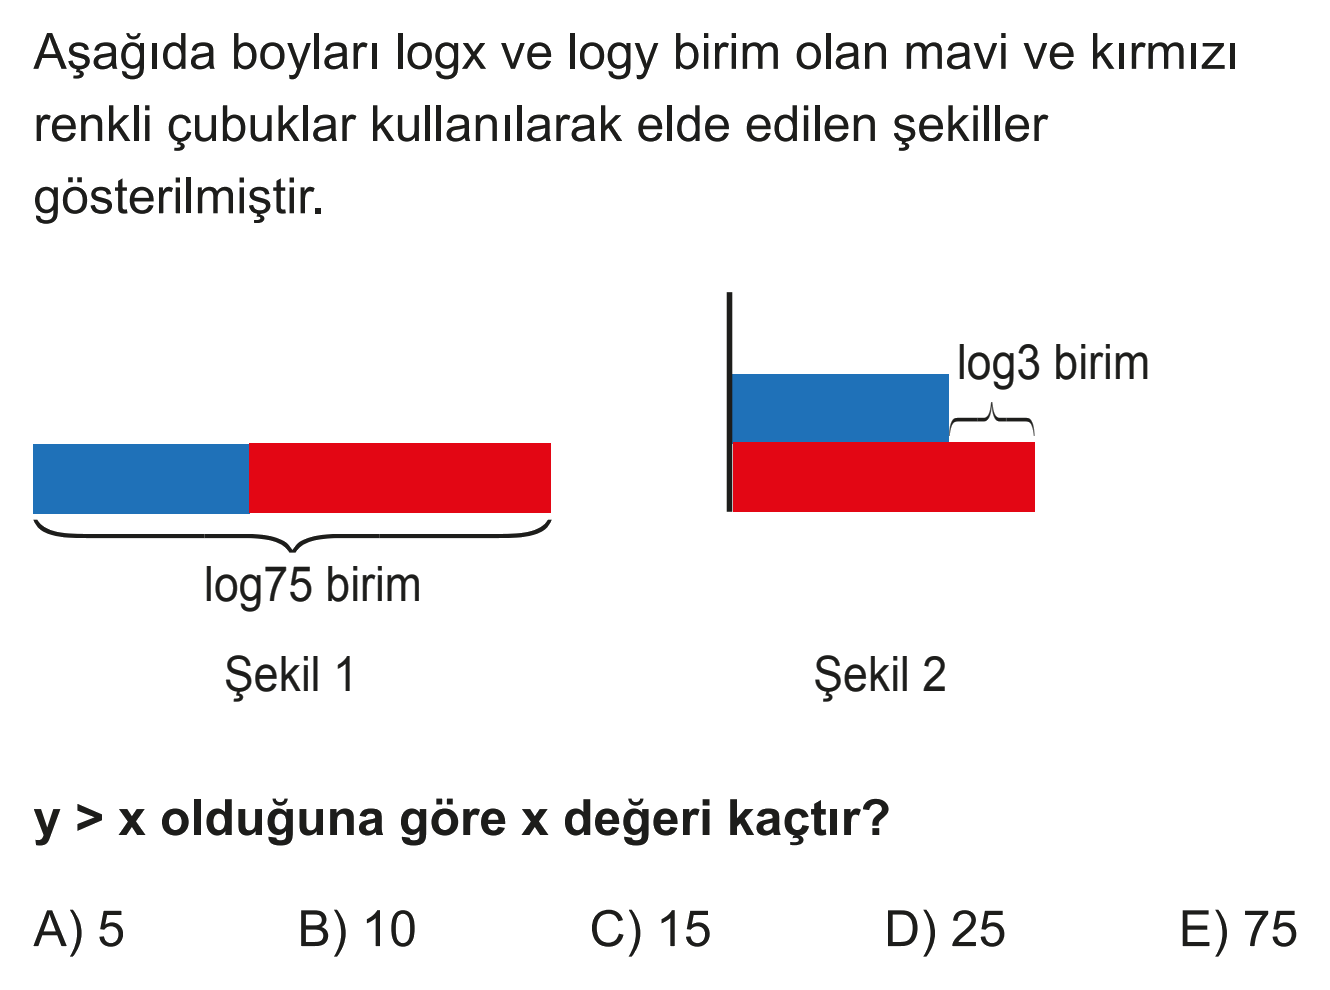 Aşağıda boyları logx ve logy birim olan mavi ve kırmızı
renkli çubuklar kullanılarak elde edilen şekiller
gösterilmiştir.
log3 birim
log75 birim
Şekil 1
Şekil 2
y > x olduğuna göre x değeri kaçtır?
A) 5 B) 10 C) 15 D) 25 E) 75